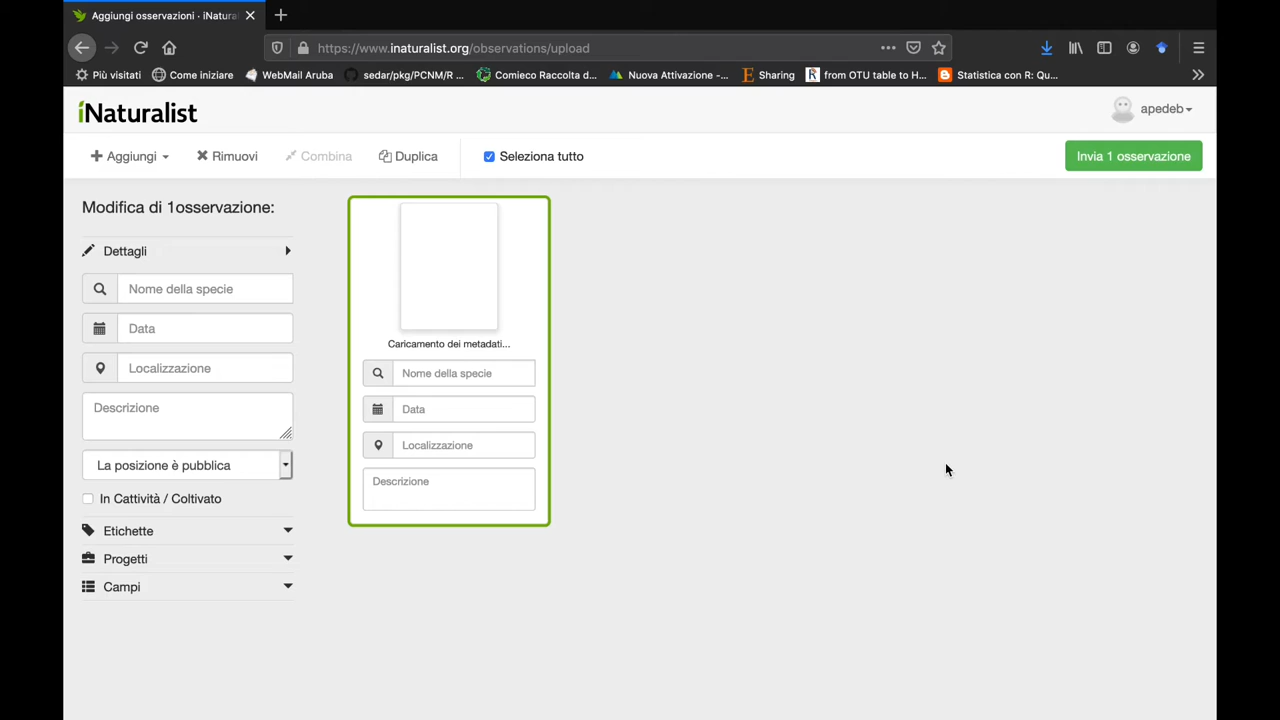 Aggiungi osservazioni · iNatura
https://www.inaturalist.org/observations/upload
Più visitati Come iniziare WebMail Aruba sedar/pkg/PCNM/R ... Comieco Raccolta d... Nuova Attivazione -... Sharing from OTU table to H... Statistica con R: Qu...
iNaturalist apedeb
Aggiungi Rimuovi Combina Duplica Seleziona tutto Invia 1 osservazione
Modifica di 1osservazione:
Dettagli
Nome della specie
Data
Localizzazione
Descrizione
La posizione è pubblica
In Cattività / Coltivato
Etichette
Progetti
Campi
Caricamento dei metadati...
Nome della specie
Data
Localizzazione
Descrizione